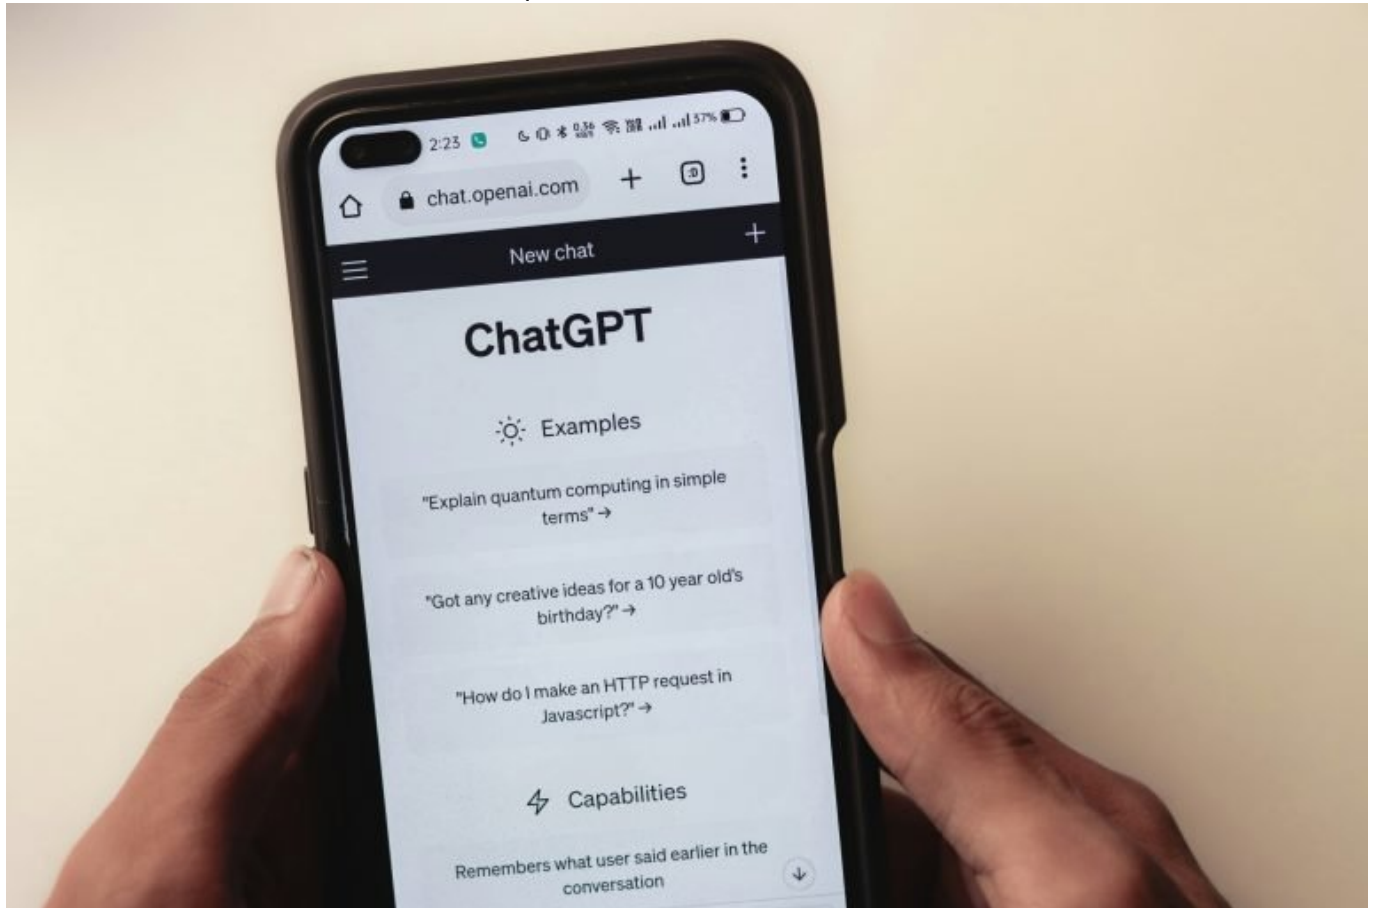 2:23 0.36 57%
chat.openai.com :D
New chat
ChatGPT
Examples
"Explain quantum computing in simple
terms" →
"Got any creative ideas for a 10 year old's
birthday?" →
"How do I make an HTTP request in
Javascript?" →
Capabilities
Remembers what user said earlier in the
conversation